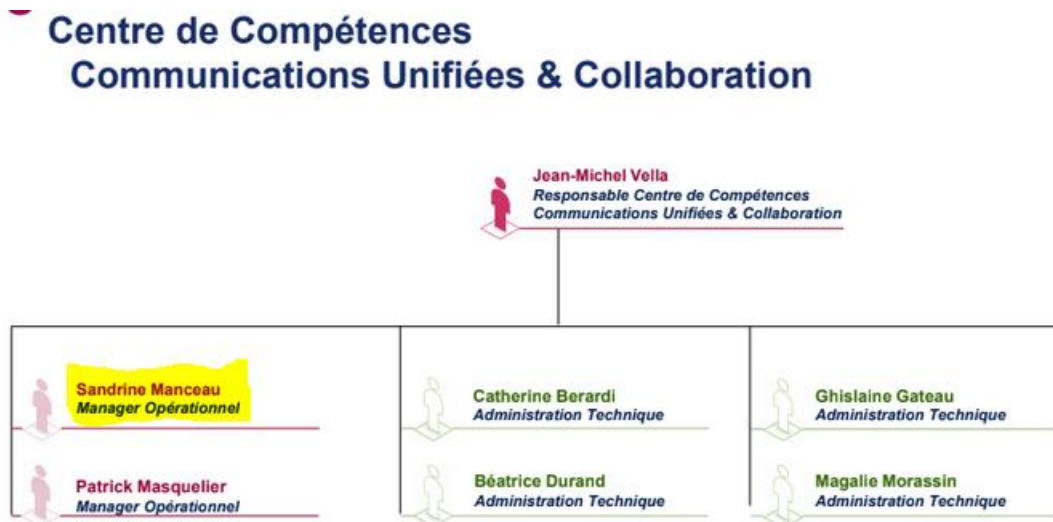 Centre de Compétences
Communications Unifiées & Collaboration
Jean-Michel Vella
Responsable Centre de Compétences
Communications Unifiées & Collaboration
Sandrine Manceau
Manager Opérationnel
Patrick Masquelier
Manager Opérationnel
Catherine Berardi
Administration Technique
Béatrice Durand
Administration Technique
Ghislaine Gateau
Administration Technique
Magalie Morassin
Administration Technique